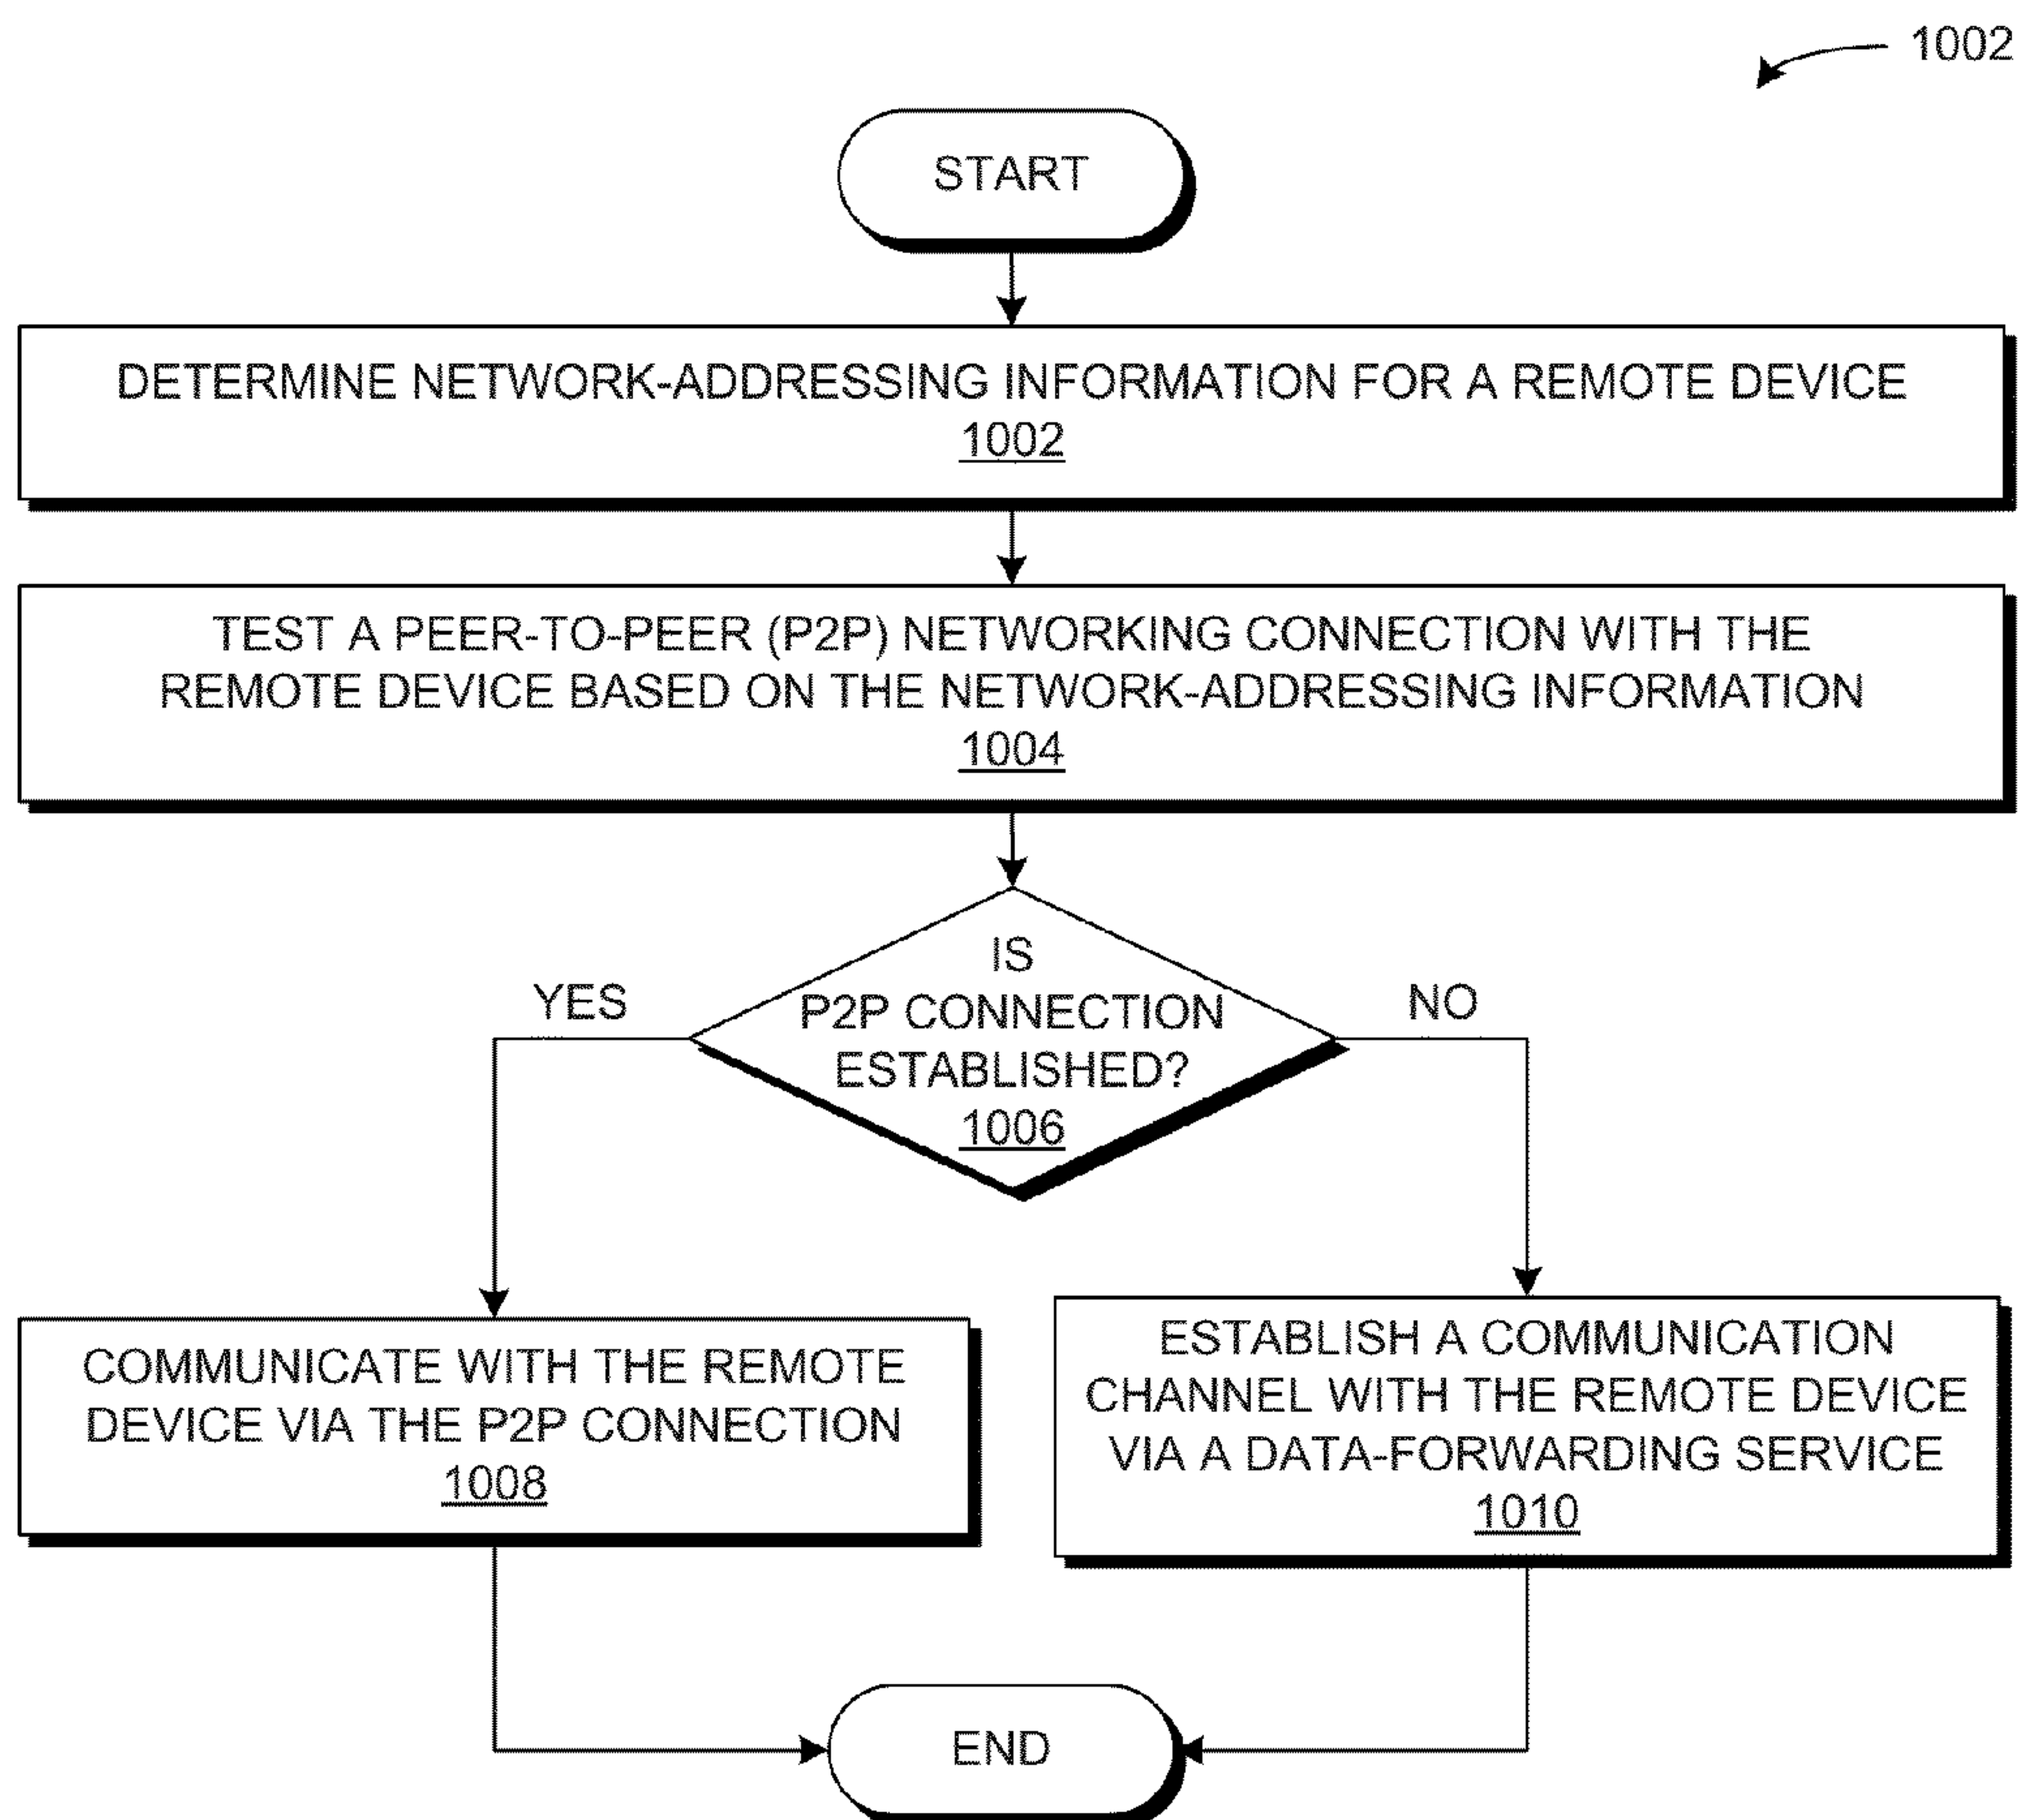 1002
START
DETERMINE NETWORK-ADDRESSING INFORMATION FOR A REMOTE DEVICE
1002
TEST A PEER-TO-PEER (P2P) NETWORKING CONNECTION WITH THE
REMOTE DEVICE BASED ON THE NETWORK-ADDRESSING INFORMATION
1004
IS
P2P CONNECTION
ESTABLISHED?
1006
YES
NO
COMMUNICATE WITH THE REMOTE
DEVICE VIA THE P2P CONNECTION
1008
ESTABLISH A COMMUNICATION
CHANNEL WITH THE REMOTE DEVICE
VIA A DATA-FORWARDING SERVICE
1010
END